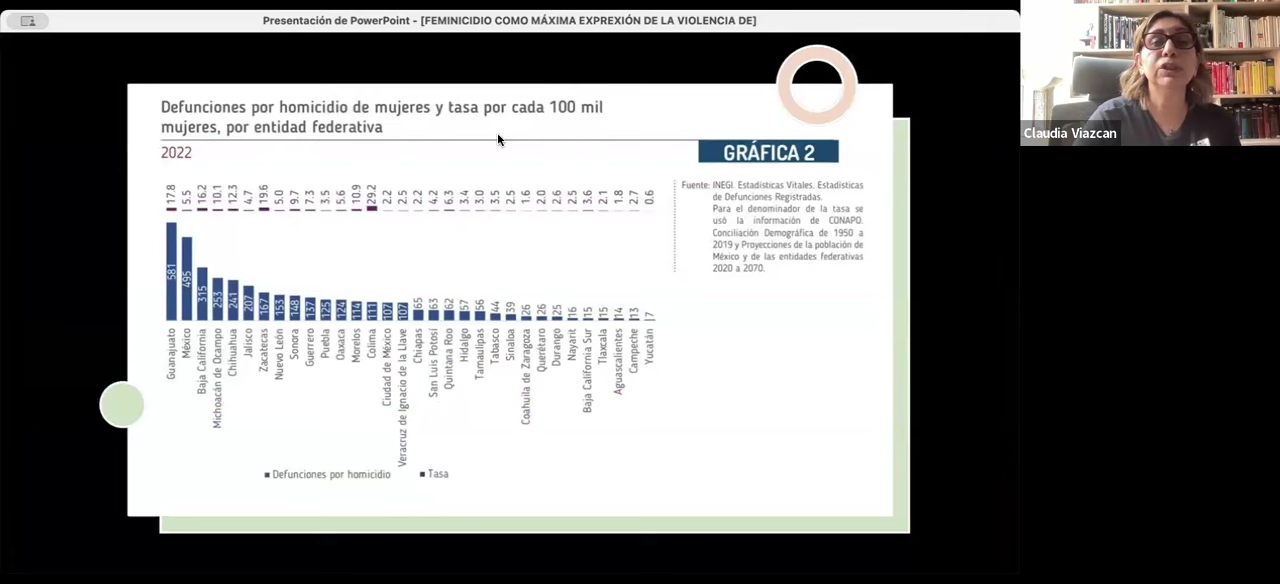 Presentación de PowerPoint - [FEMINICIDIO COMO MÁXIMA EXPREXIÓN DE LA VIOLENCIA DE]
Claudia Viazcan
Defunciones por homicidio de mujeres y tasa por cada 100 mil
mujeres, por entidad federativa
2022
GRÁFICA 2
Fuente: INEGI. Estadísticas Vitales. Estadísticas
de Defunciones Registradas.
Para el denominador de la tasa se
usó la información de CONAPO.
Conciliación Demográfica de 1950 a
2019 y Proyecciones de la población de
México y de las entidades federativas
2020 a 2070.
17.8 5.5 16.2 10.1 12.3 4.7 19.6 5.0 9.7 7.3 3.5 5.6 10.9 29.2 2.2 2.5 2.2 4.2 6.3 3.4 3.0 3.5 2.5 1.6 2.0 2.6 2.5 3.6 2.1 1.8 2.7 0.6
581 495 315 253 241 207 167 153 148 137 125 124 114 111 107 107 65 63 62 57 56 44 39 26 26 25 16 15 15 14 13 7
Guanajuato
México
Baja California
Michoacán de Ocampo
Chihuahua
Jalisco
Zacatecas
Nuevo León
Sonora
Guerrero
Puebla
Oaxaca
Morelos
Colima
Ciudad de México
Veracruz de Ignacio de la Llave
Chiapas
San Luis Potosí
Quintana Roo
Hidalgo
Tamaulipas
Tabasco
Sinaloa
Coahuila de Zaragoza
Querétaro
Durango
Nayarit
Baja California Sur
Tlaxcala
Aguascalientes
Campeche
Yucatán
Defunciones por homicidio
Tasa